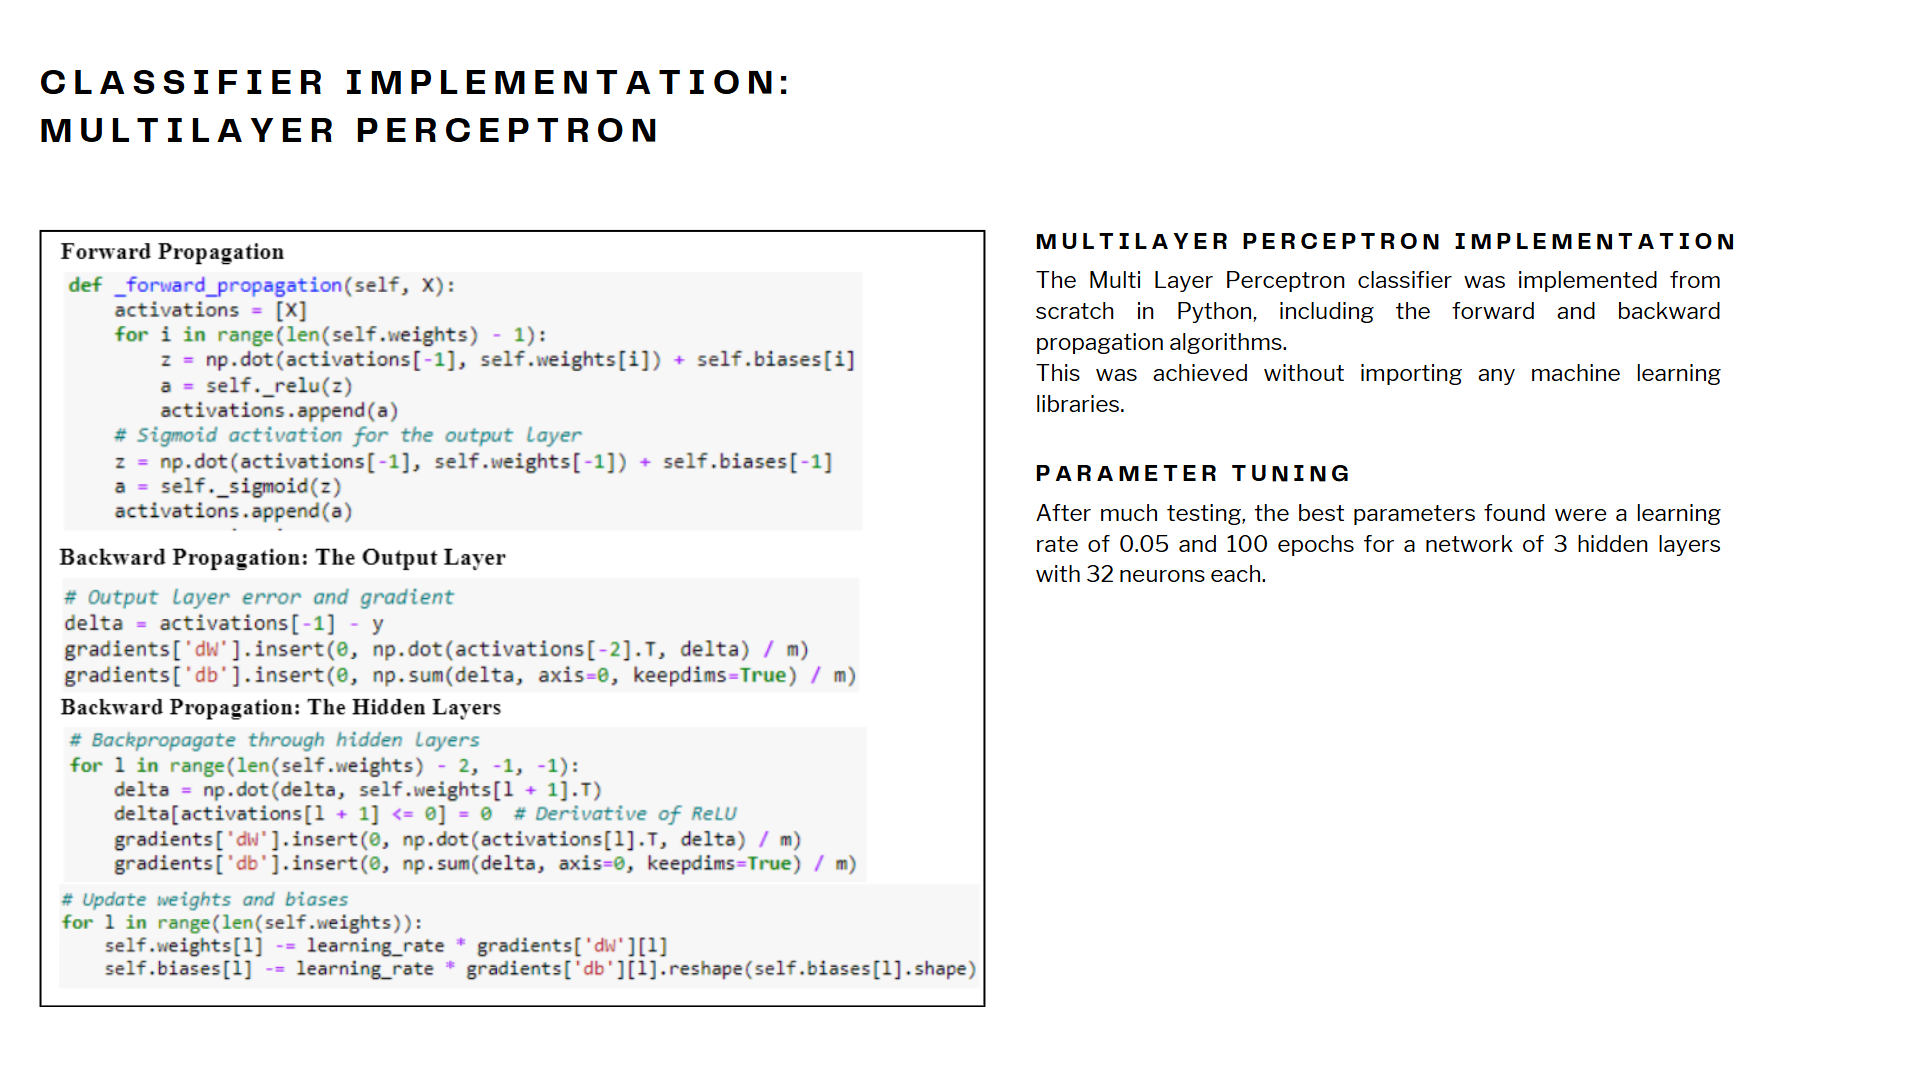 CLASSIFIER IMPLEMENTATION:
MULTILAYER PERCEPTRON
Forward Propagation
def _forward_propagation(self, X):
    activations = [X]
    for i in range(len(self.weights) - 1):
        z = np.dot(activations[-1], self.weights[i]) + self.biases[i]
        a = self._relu(z)
        activations.append(a)
    # Sigmoid activation for the output layer
    z = np.dot(activations[-1], self.weights[-1]) + self.biases[-1]
    a = self._sigmoid(z)
    activations.append(a)
Backward Propagation: The Output Layer
# Output layer error and gradient
delta = activations[-1] - y
gradients['dW'].insert(0, np.dot(activations[-2].T, delta) / m)
gradients['db'].insert(0, np.sum(delta, axis=0, keepdims=True) / m)
Backward Propagation: The Hidden Layers
# Backpropagate through hidden layers
for l in range(len(self.weights) - 2, -1, -1):
    delta = np.dot(delta, self.weights[l + 1].T)
    delta[activations[l + 1] <= 0] = 0  # Derivative of ReLU
    gradients['dW'].insert(0, np.dot(activations[l].T, delta) / m)
    gradients['db'].insert(0, np.sum(delta, axis=0, keepdims=True) / m)
# Update weights and biases
for l in range(len(self.weights)):
    self.weights[l] -= learning_rate * gradients['dW'][l]
    self.biases[l] -= learning_rate * gradients['db'][l].reshape(self.biases[l].shape)
MULTILAYER PERCEPTRON IMPLEMENTATION
The Multi Layer Perceptron classifier was implemented from
scratch in Python, including the forward and backward
propagation algorithms.
This was achieved without importing any machine learning
libraries.
PARAMETER TUNING
After much testing, the best parameters found were a learning
rate of 0.05 and 100 epochs for a network of 3 hidden layers
with 32 neurons each.